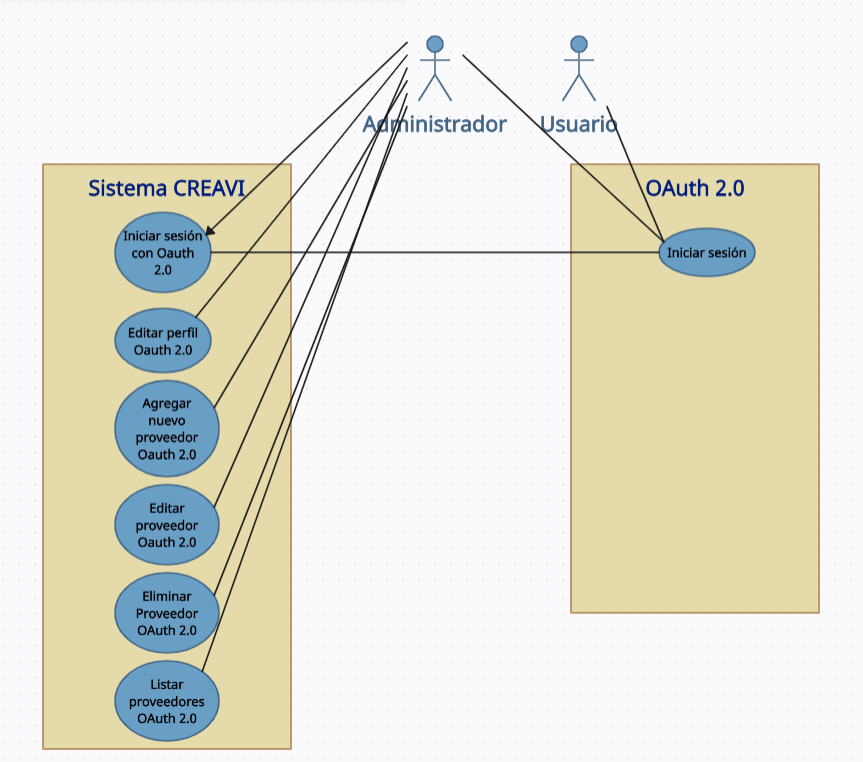 Administrador
Usuario
Sistema CREAVI
Iniciar sesión
con Oauth
2.0
Editar perfil
Oauth 2.0
Agregar
nuevo
proveedor
Oauth 2.0
Editar
proveedor
Oauth 2.0
Eliminar
Proveedor
OAuth 2.0
Listar
proveedores
OAuth 2.0
OAuth 2.0
Iniciar sesión